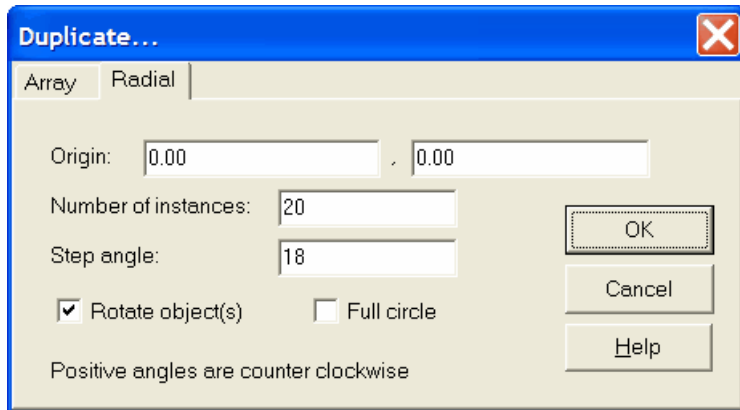 Duplicate...
Array Radial
Origin: 0.00 , 0.00
Number of instances: 20
Step angle: 18
OK
Rotate object(s) Full circle
Cancel
Help
Positive angles are counter clockwise